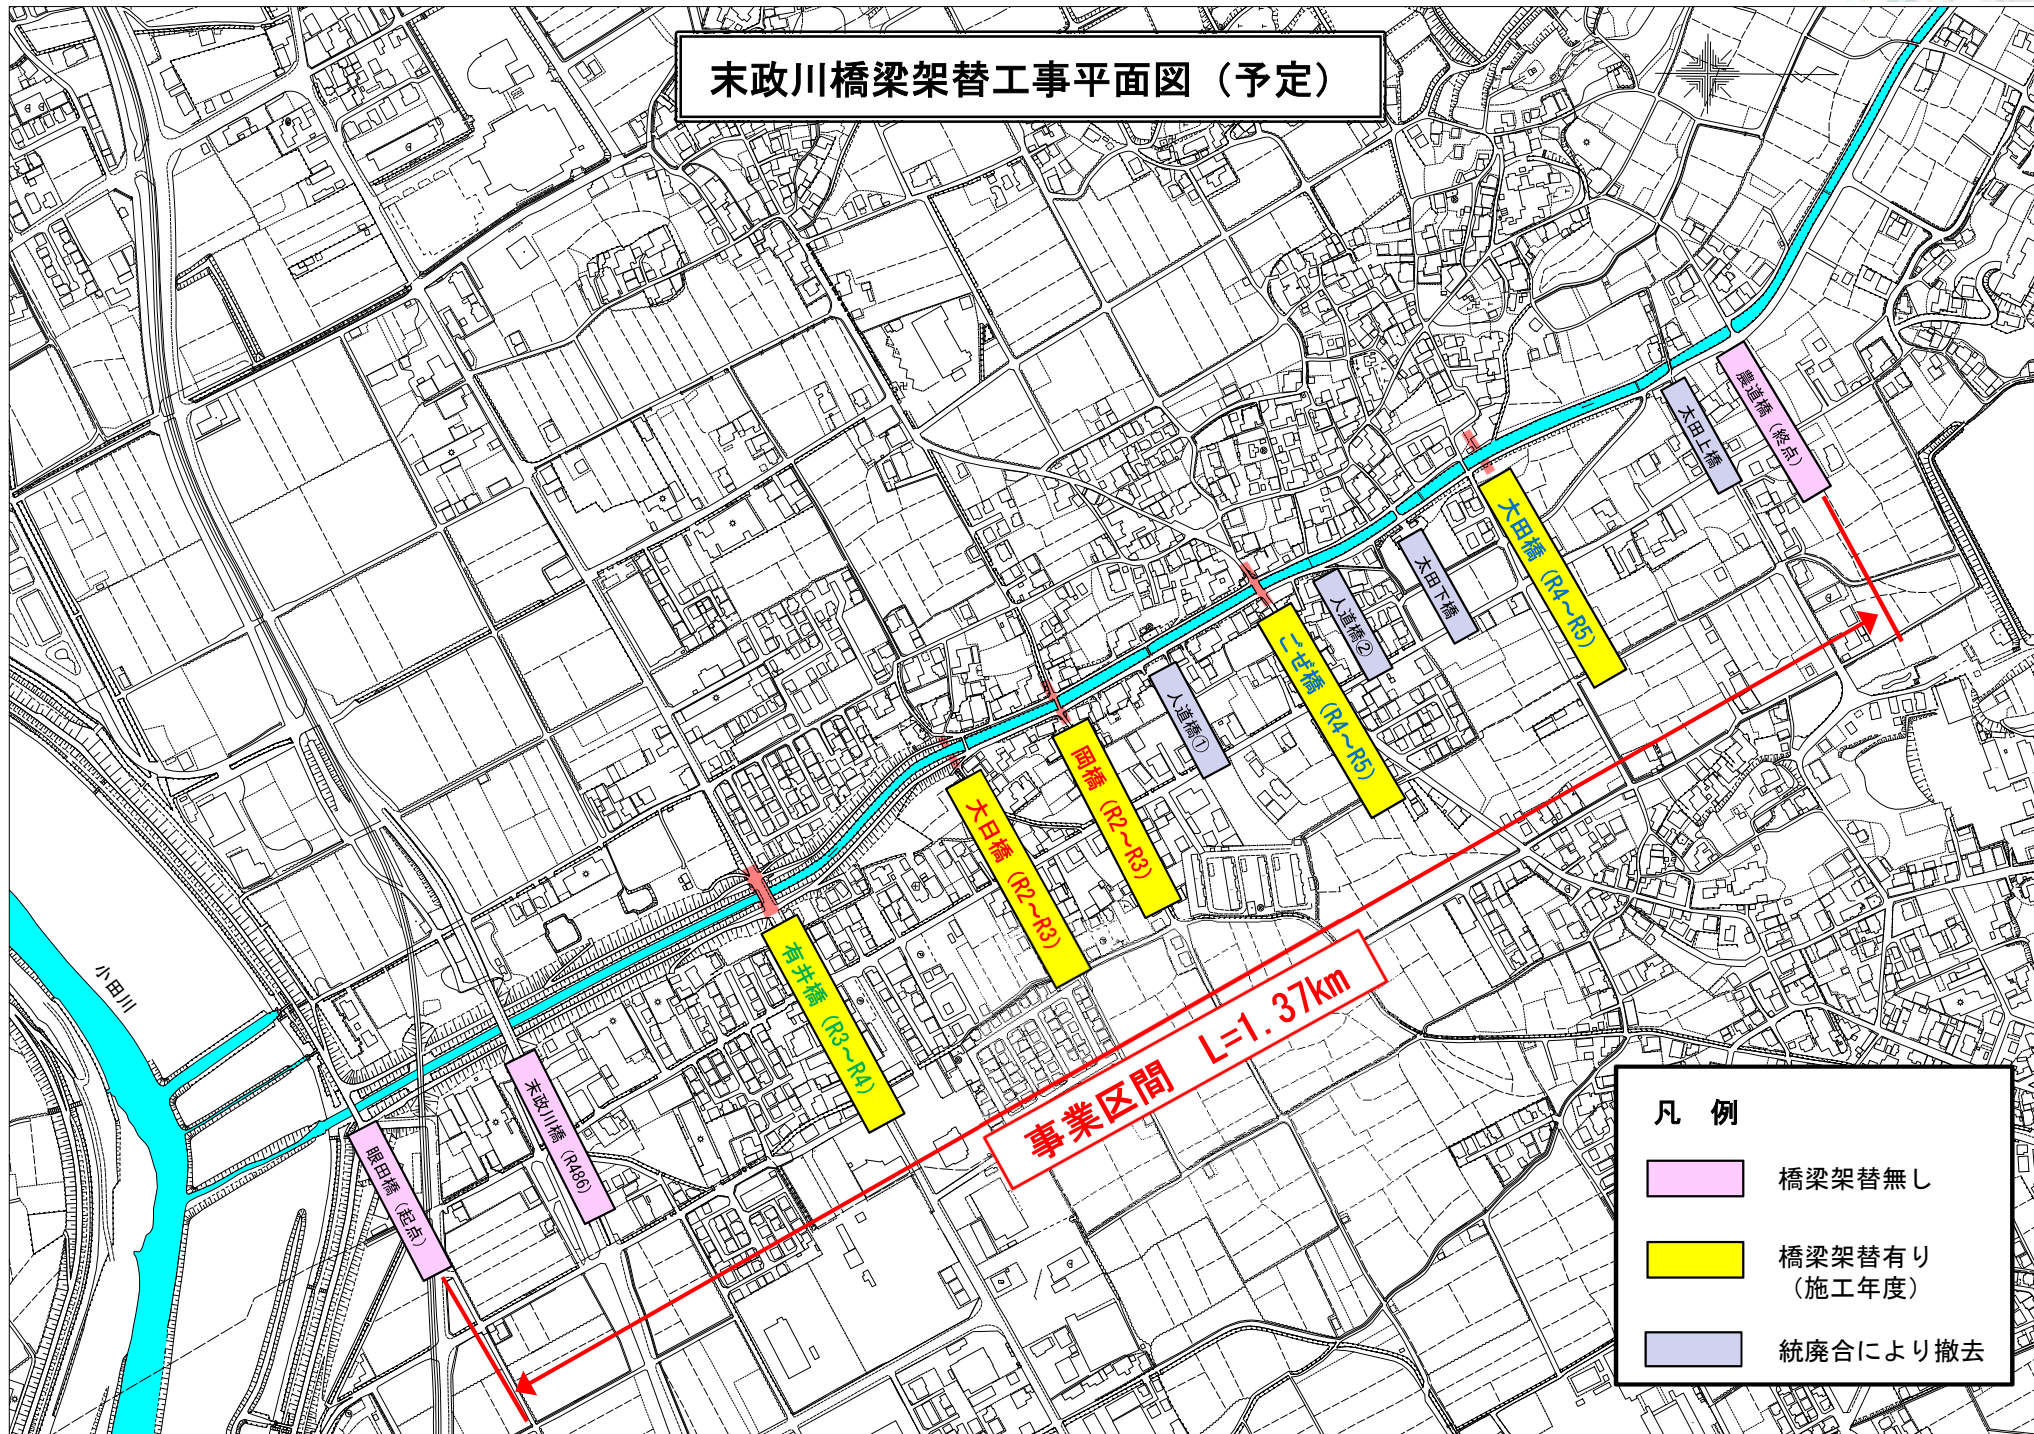 末政川橋梁架替工事平面図（予定）
農道橋（終点）
太田上橋
大田橋（R4～R5）
太田下橋
人道橋②
ごぜ橋（R4～R5）
人道橋①
岡橋（R2～R3）
大日橋（R2～R3）
有井橋（R3～R4）
末政川橋（R486）
眼田橋（起点）
小田川
事業区間　L=1.37km
凡　例
橋梁架替無し
橋梁架替有り
（施工年度）
統廃合により撤去